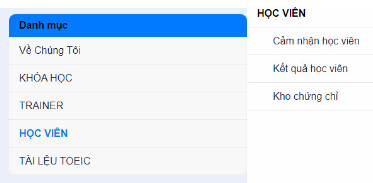 Danh mục
Về Chúng Tôi
KHÓA HỌC
TRAINER
HỌC VIÊN
TÀI LÊU TOEIC
HỌC VIÊN
Cảm nhận học viên
Kết quả học viên
Kho chứng chỉ